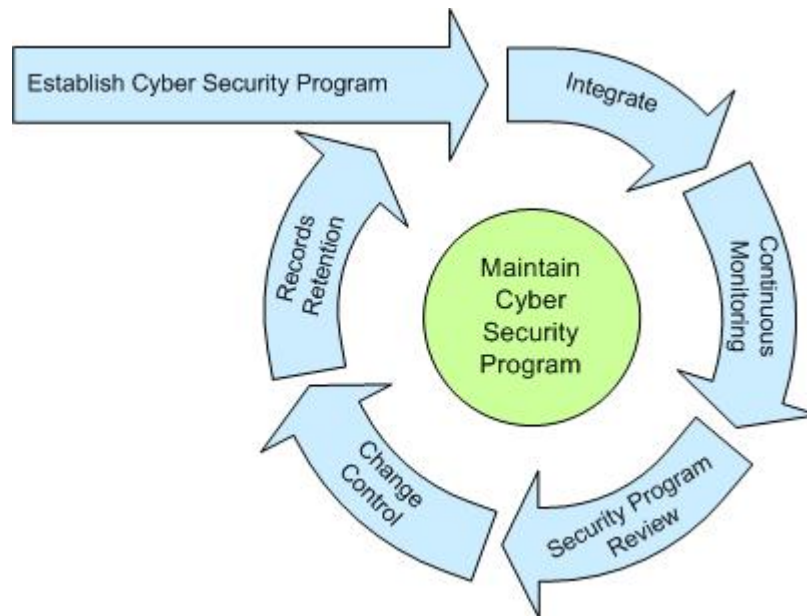 Establish Cyber Security Program
Integrate
Continuous
Monitoring
Security Program
Review
Change
Control
Records
Retention
Maintain
Cyber
Security
Program